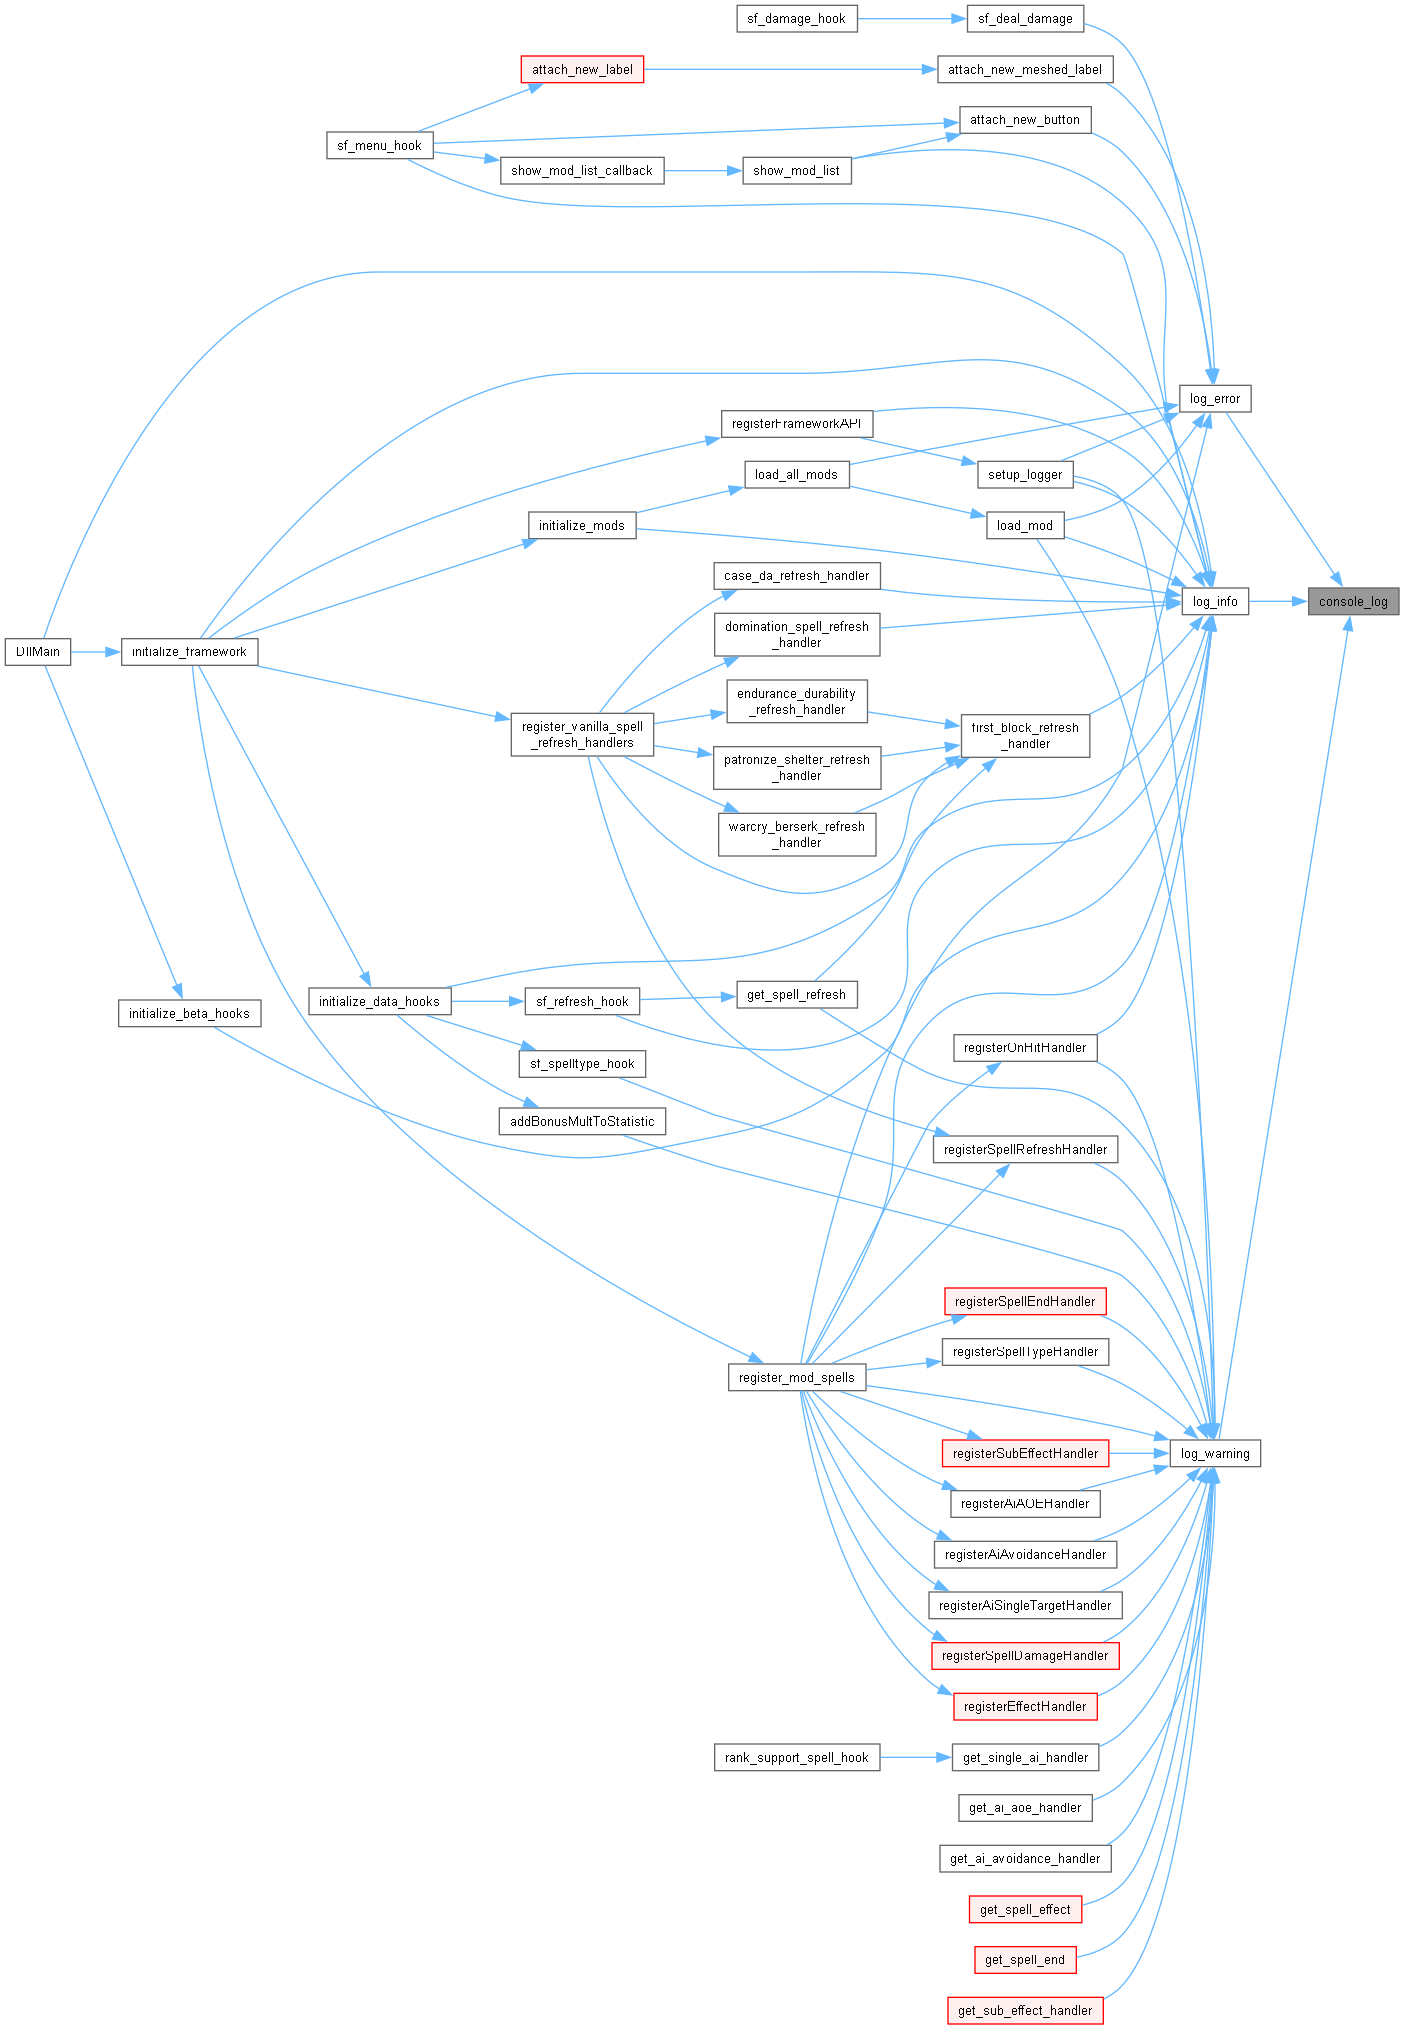 sf_damage_hook
sf_deal_damage
attach_new_label
attach_new_meshed_label
attach_new_button
sf_menu_hook
show_mod_list_callback
show_mod_list
log_error
registerFrameworkAPI
load_all_mods
setup_logger
initialize_mods
load_mod
case_da_refresh_handler
log_info
console_log
domination_spell_refresh
_handler
DllMain
initialize_framework
endurance_durability
_refresh_handler
register_vanilla_spell
_refresh_handlers
first_block_refresh
_handler
patronize_shelter_refresh
_handler
warcry_berserk_refresh
_handler
initialize_data_hooks
sf_refresh_hook
get_spell_refresh
initialize_beta_hooks
registerOnHitHandler
sf_spelltype_hook
addBonusMultToStatistic
registerSpellRefreshHandler
registerSpellEndHandler
registerSpellTypeHandler
register_mod_spells
registerSubEffectHandler
log_warning
registerAiAOEHandler
registerAiAvoidanceHandler
registerAiSingleTargetHandler
registerSpellDamageHandler
registerEffectHandler
rank_support_spell_hook
get_single_ai_handler
get_ai_aoe_handler
get_ai_avoidance_handler
get_spell_effect
get_spell_end
get_sub_effect_handler